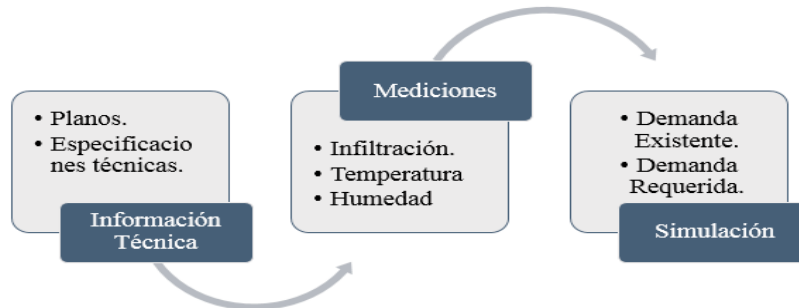 • Planos.
• Especificacio
nes técnicas.
Información
Técnica
Mediciones
• Infiltración.
• Temperatura
• Humedad
• Demanda
Existente.
• Demanda
Requerida.
Simulación